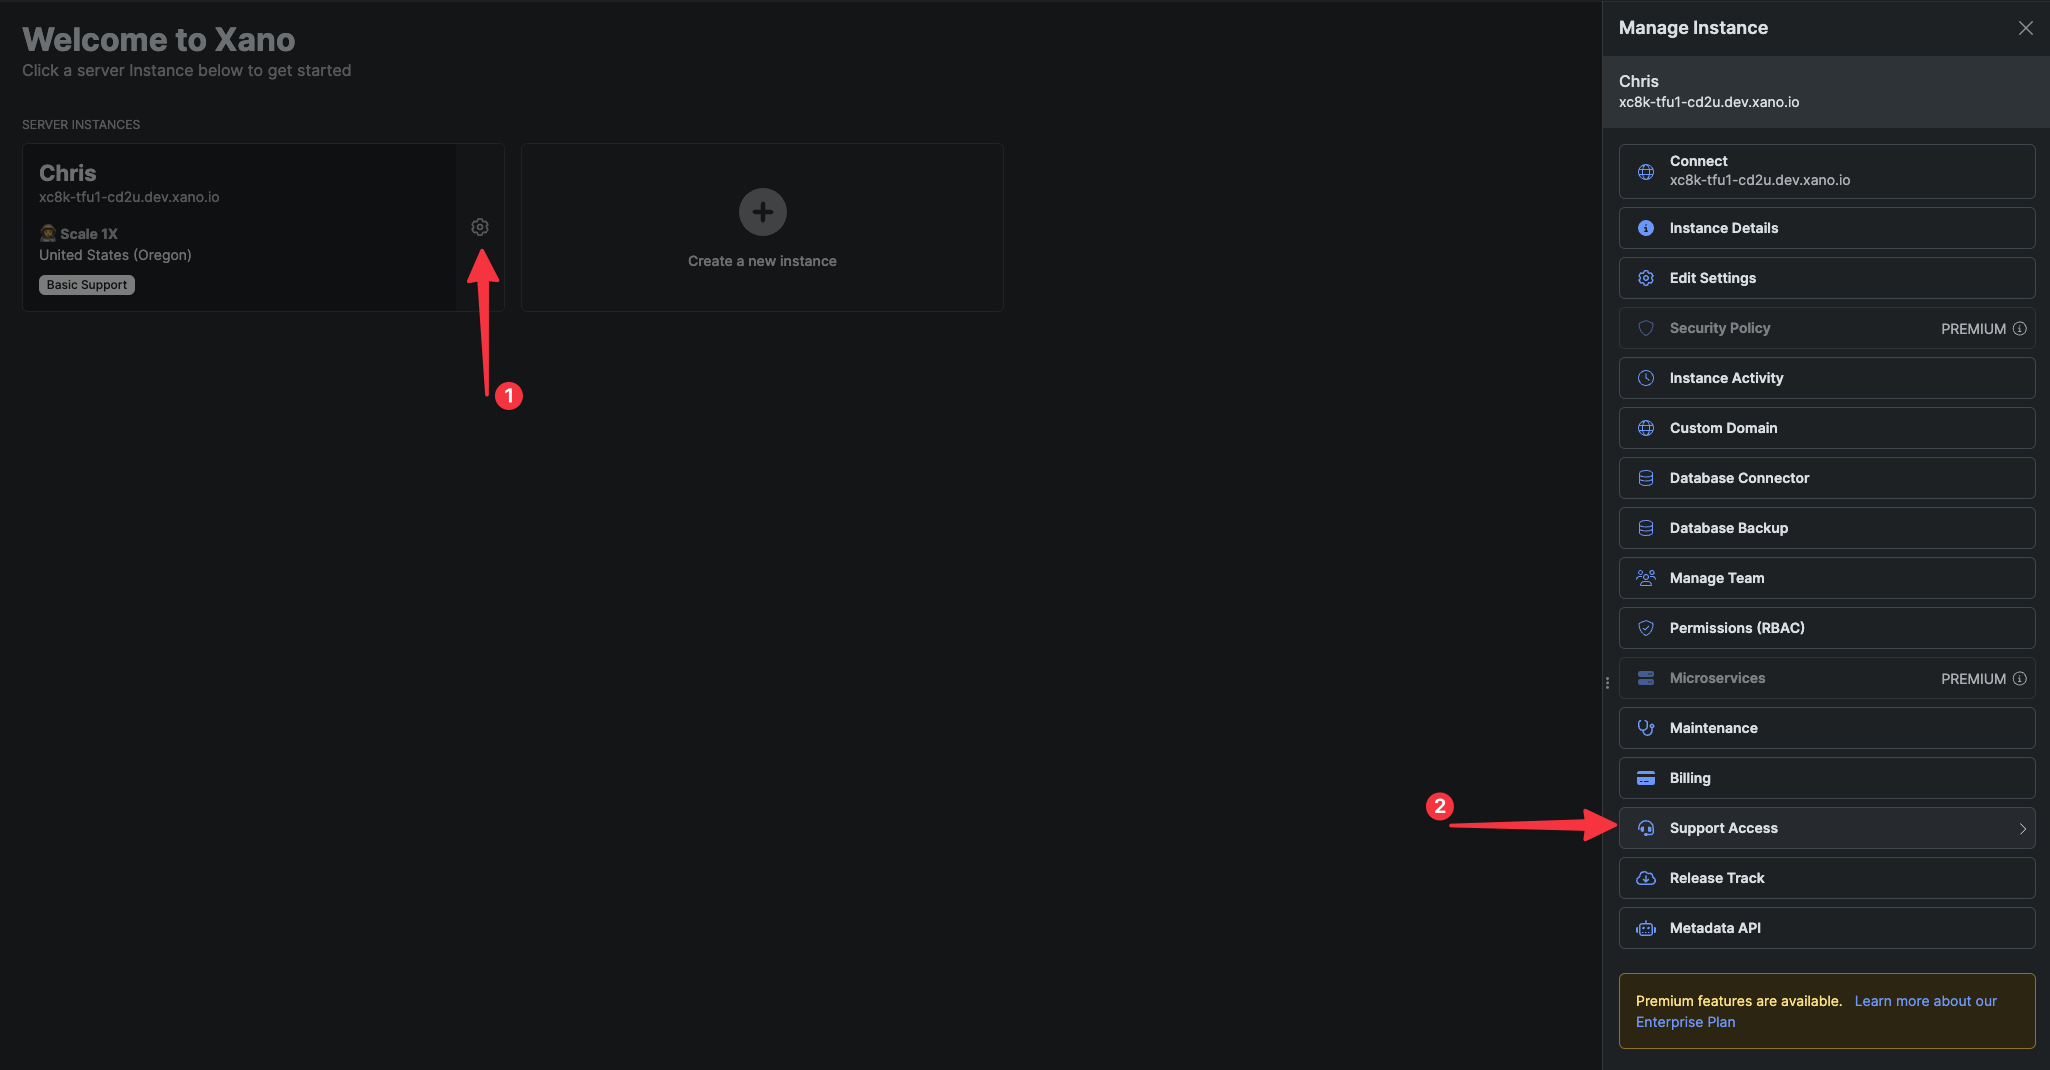 Welcome to Xano
Click a server Instance below to get started
SERVER INSTANCES
Chris
xc8k-tfu1-cd2u.dev.xano.io
Scale 1X
United States (Oregon)
Basic Support
Create a new instance
1
2
Manage Instance
Chris
xc8k-tfu1-cd2u.dev.xano.io
Connect
xc8k-tfu1-cd2u.dev.xano.io
Instance Details
Edit Settings
Security Policy PREMIUM
Instance Activity
Custom Domain
Database Connector
Database Backup
Manage Team
Permissions (RBAC)
Microservices PREMIUM
Maintenance
Billing
Support Access
Release Track
Metadata API
Premium features are available. Learn more about our
Enterprise Plan